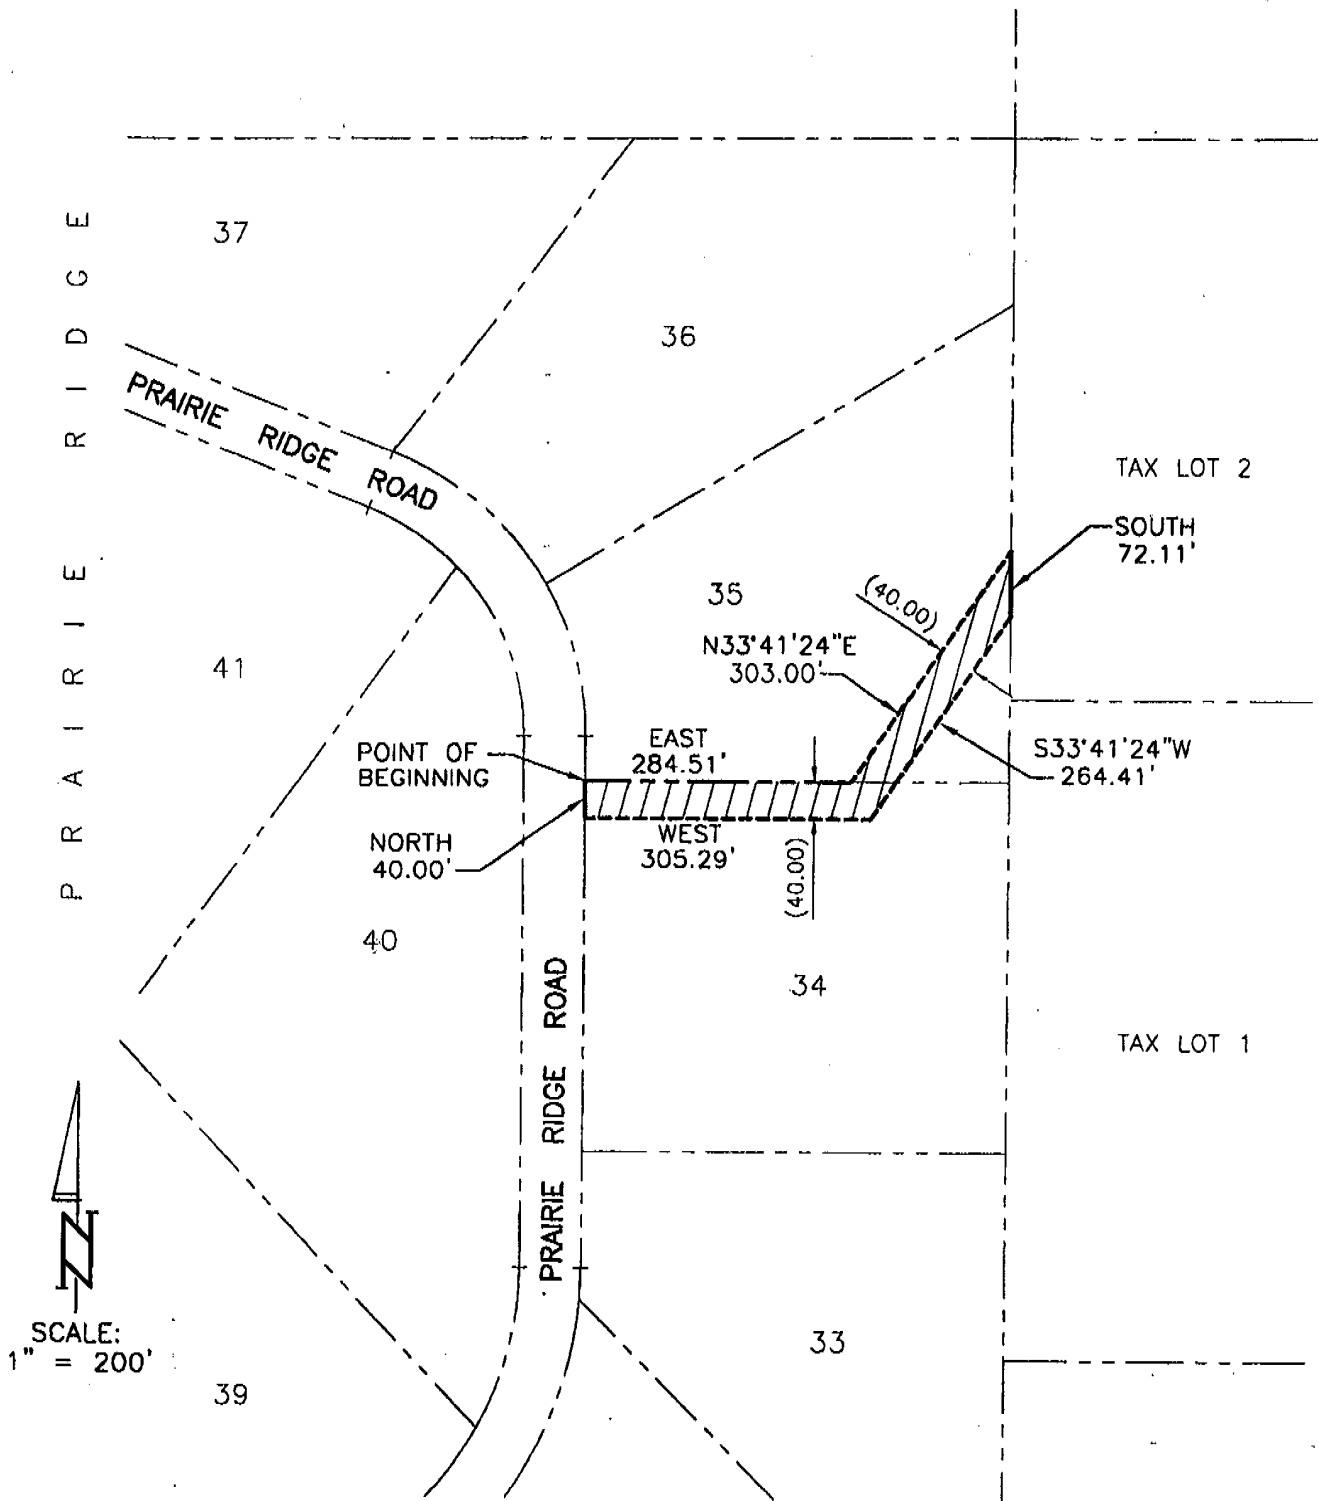 PRAIRIE RIDGE
37
36
PRAIRIE RIDGE ROAD
TAX LOT 2
SOUTH
72.11'
35
(40.00)
N33°41'24"E
303.00'
41
POINT OF
BEGINNING
EAST
284.51'
S33°41'24"W
264.41'
NORTH
40.00'
WEST
305.29'
(40.00)
40
34
PRAIRIE RIDGE ROAD
TAX LOT 1
N
SCALE:
1" = 200'
33
39